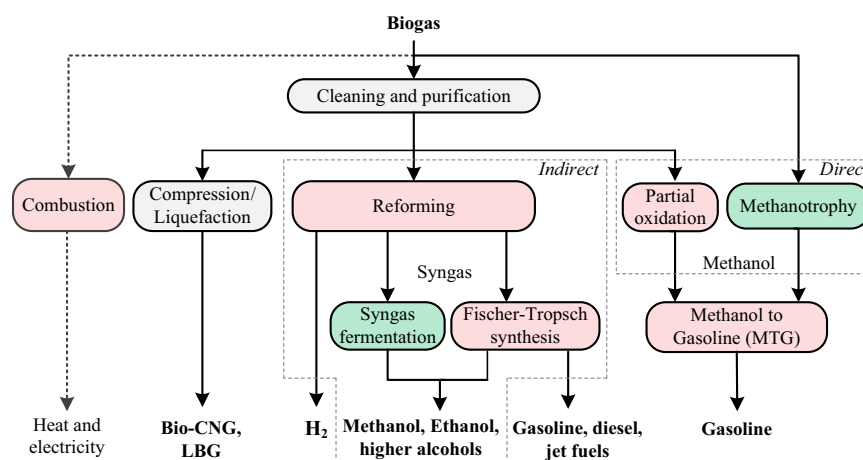 Biogas
Cleaning and purification
Indirect
Direct
Combustion
Compression/
Liquefaction
Reforming
Partial
oxidation
Methanotrophy
Syngas
Methanol
Syngas
fermentation
Fischer-Tropsch
synthesis
Methanol to
Gasoline (MTG)
Heat and
electricity
Bio-CNG,
LBG
H₂
Methanol, Ethanol,
higher alcohols
Gasoline, diesel,
jet fuels
Gasoline